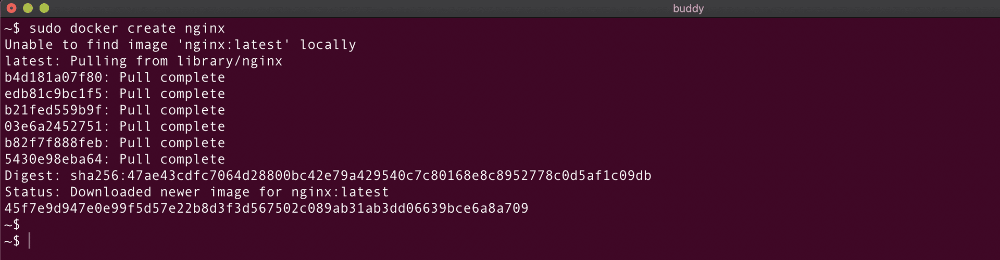 buddy
~$ sudo docker create nginx
Unable to find image 'nginx:latest' locally
latest: Pulling from library/nginx
b4d181a07f80: Pull complete
edb81c9bc1f5: Pull complete
b21fed559b9f: Pull complete
03e6a2452751: Pull complete
b82f7f888feb: Pull complete
5430e98eba64: Pull complete
Digest: sha256:47ae43cdfc7064d28800bc42e79a429540c7c80168e8c8952778c0d5af1c09db
Status: Downloaded newer image for nginx:latest
45f7e9d947e0e99f5d57e22b8d3f3d567502c089ab31ab3dd06639bce6a8a709
~$
~$